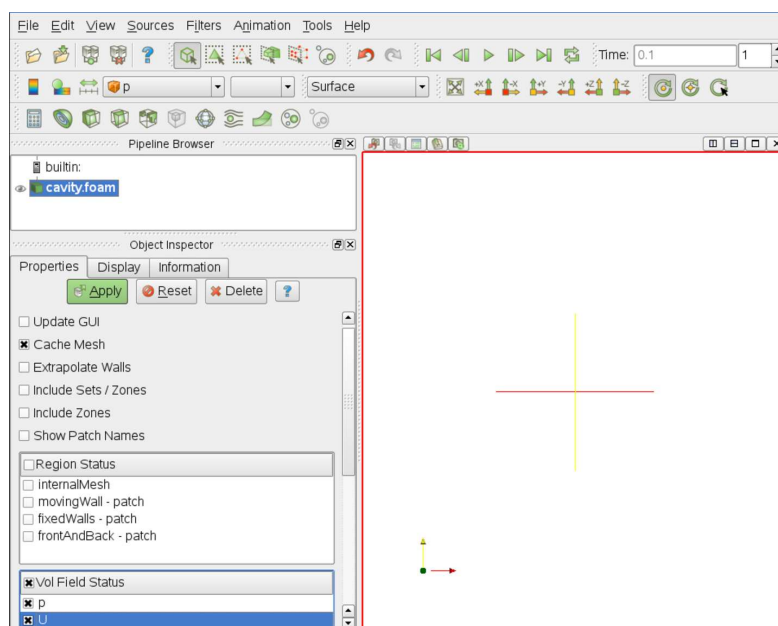 File Edit View Sources Filters Animation Tools Help
Time: 0.1 1
p Surface
-X +X +Y -Y +Z -Z
Pipeline Browser
builtin:
cavity.foam
Object Inspector
Properties Display Information
Apply Reset Delete ?
Update GUI
Cache Mesh
Extrapolate Walls
Include Sets / Zones
Include Zones
Show Patch Names
Region Status
internalMesh
movingWall - patch
fixedWalls - patch
frontAndBack - patch
Vol Field Status
p
U